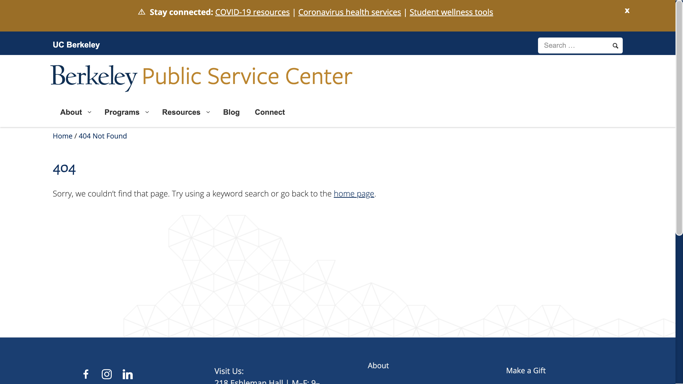 ⚠ Stay connected: COVID-19 resources | Coronavirus health services | Student wellness tools x
UC Berkeley
Search …
Berkeley Public Service Center
About Programs Resources Blog Connect
Home / 404 Not Found
404
Sorry, we couldn't find that page. Try using a keyword search or go back to the home page.
About
Visit Us:
Make a Gift
218 Eshleman Hall | M–F: 9–